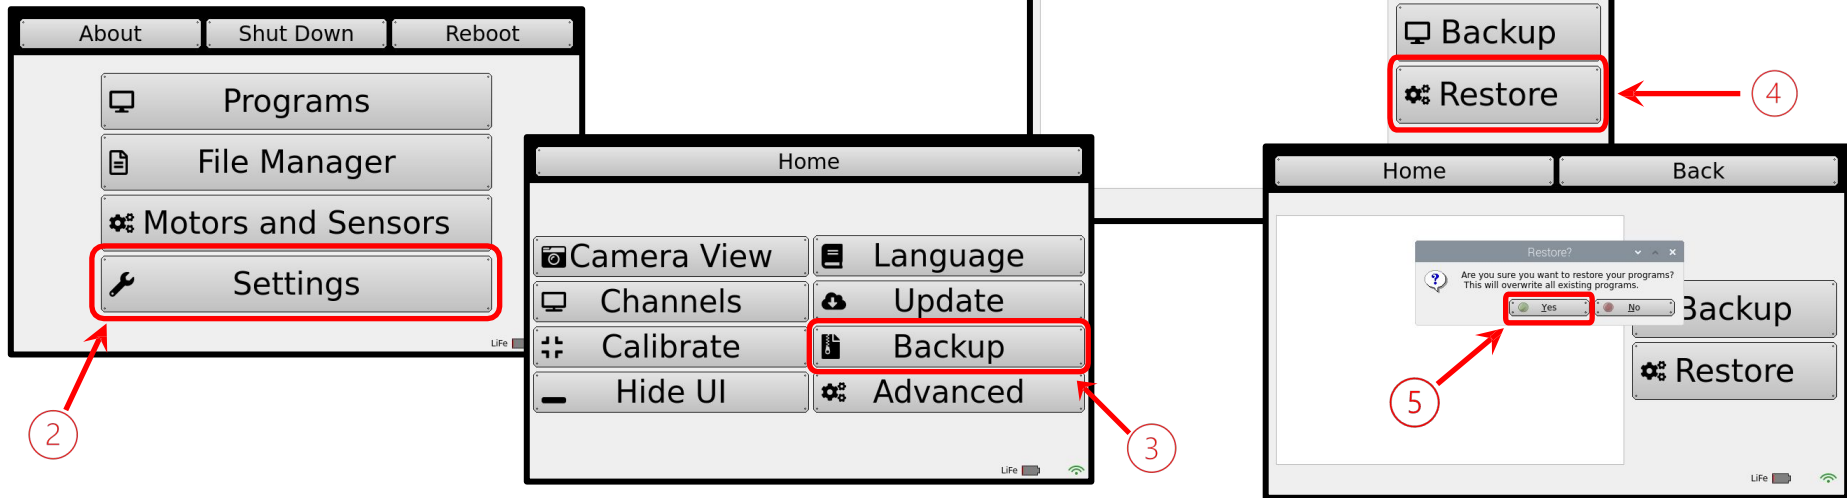 About
Shut Down
Reboot
Programs
File Manager
Motors and Sensors
Settings
LiFe
2
Home
Camera View
Language
Channels
Update
Calibrate
Backup
Hide UI
Advanced
LiFe
3
Backup
Restore
4
Home
Back
Restore?
Are you sure you want to restore your programs?
This will overwrite all existing programs.
Yes
No
Backup
Restore
5
LiFe